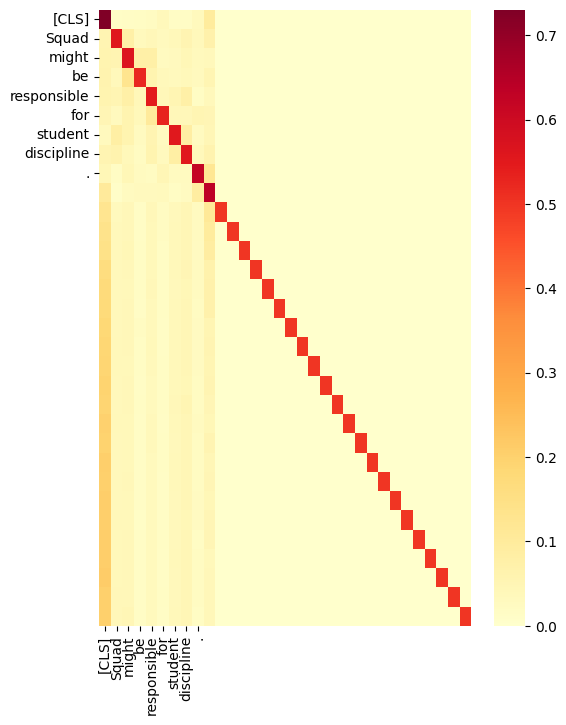 [CLS]
Squad
might
be
responsible
for
student
discipline
.
[CLS]
Squad
might
be
responsible
for
student
discipline
.
0.7
0.6
0.5
0.4
0.3
0.2
0.1
0.0